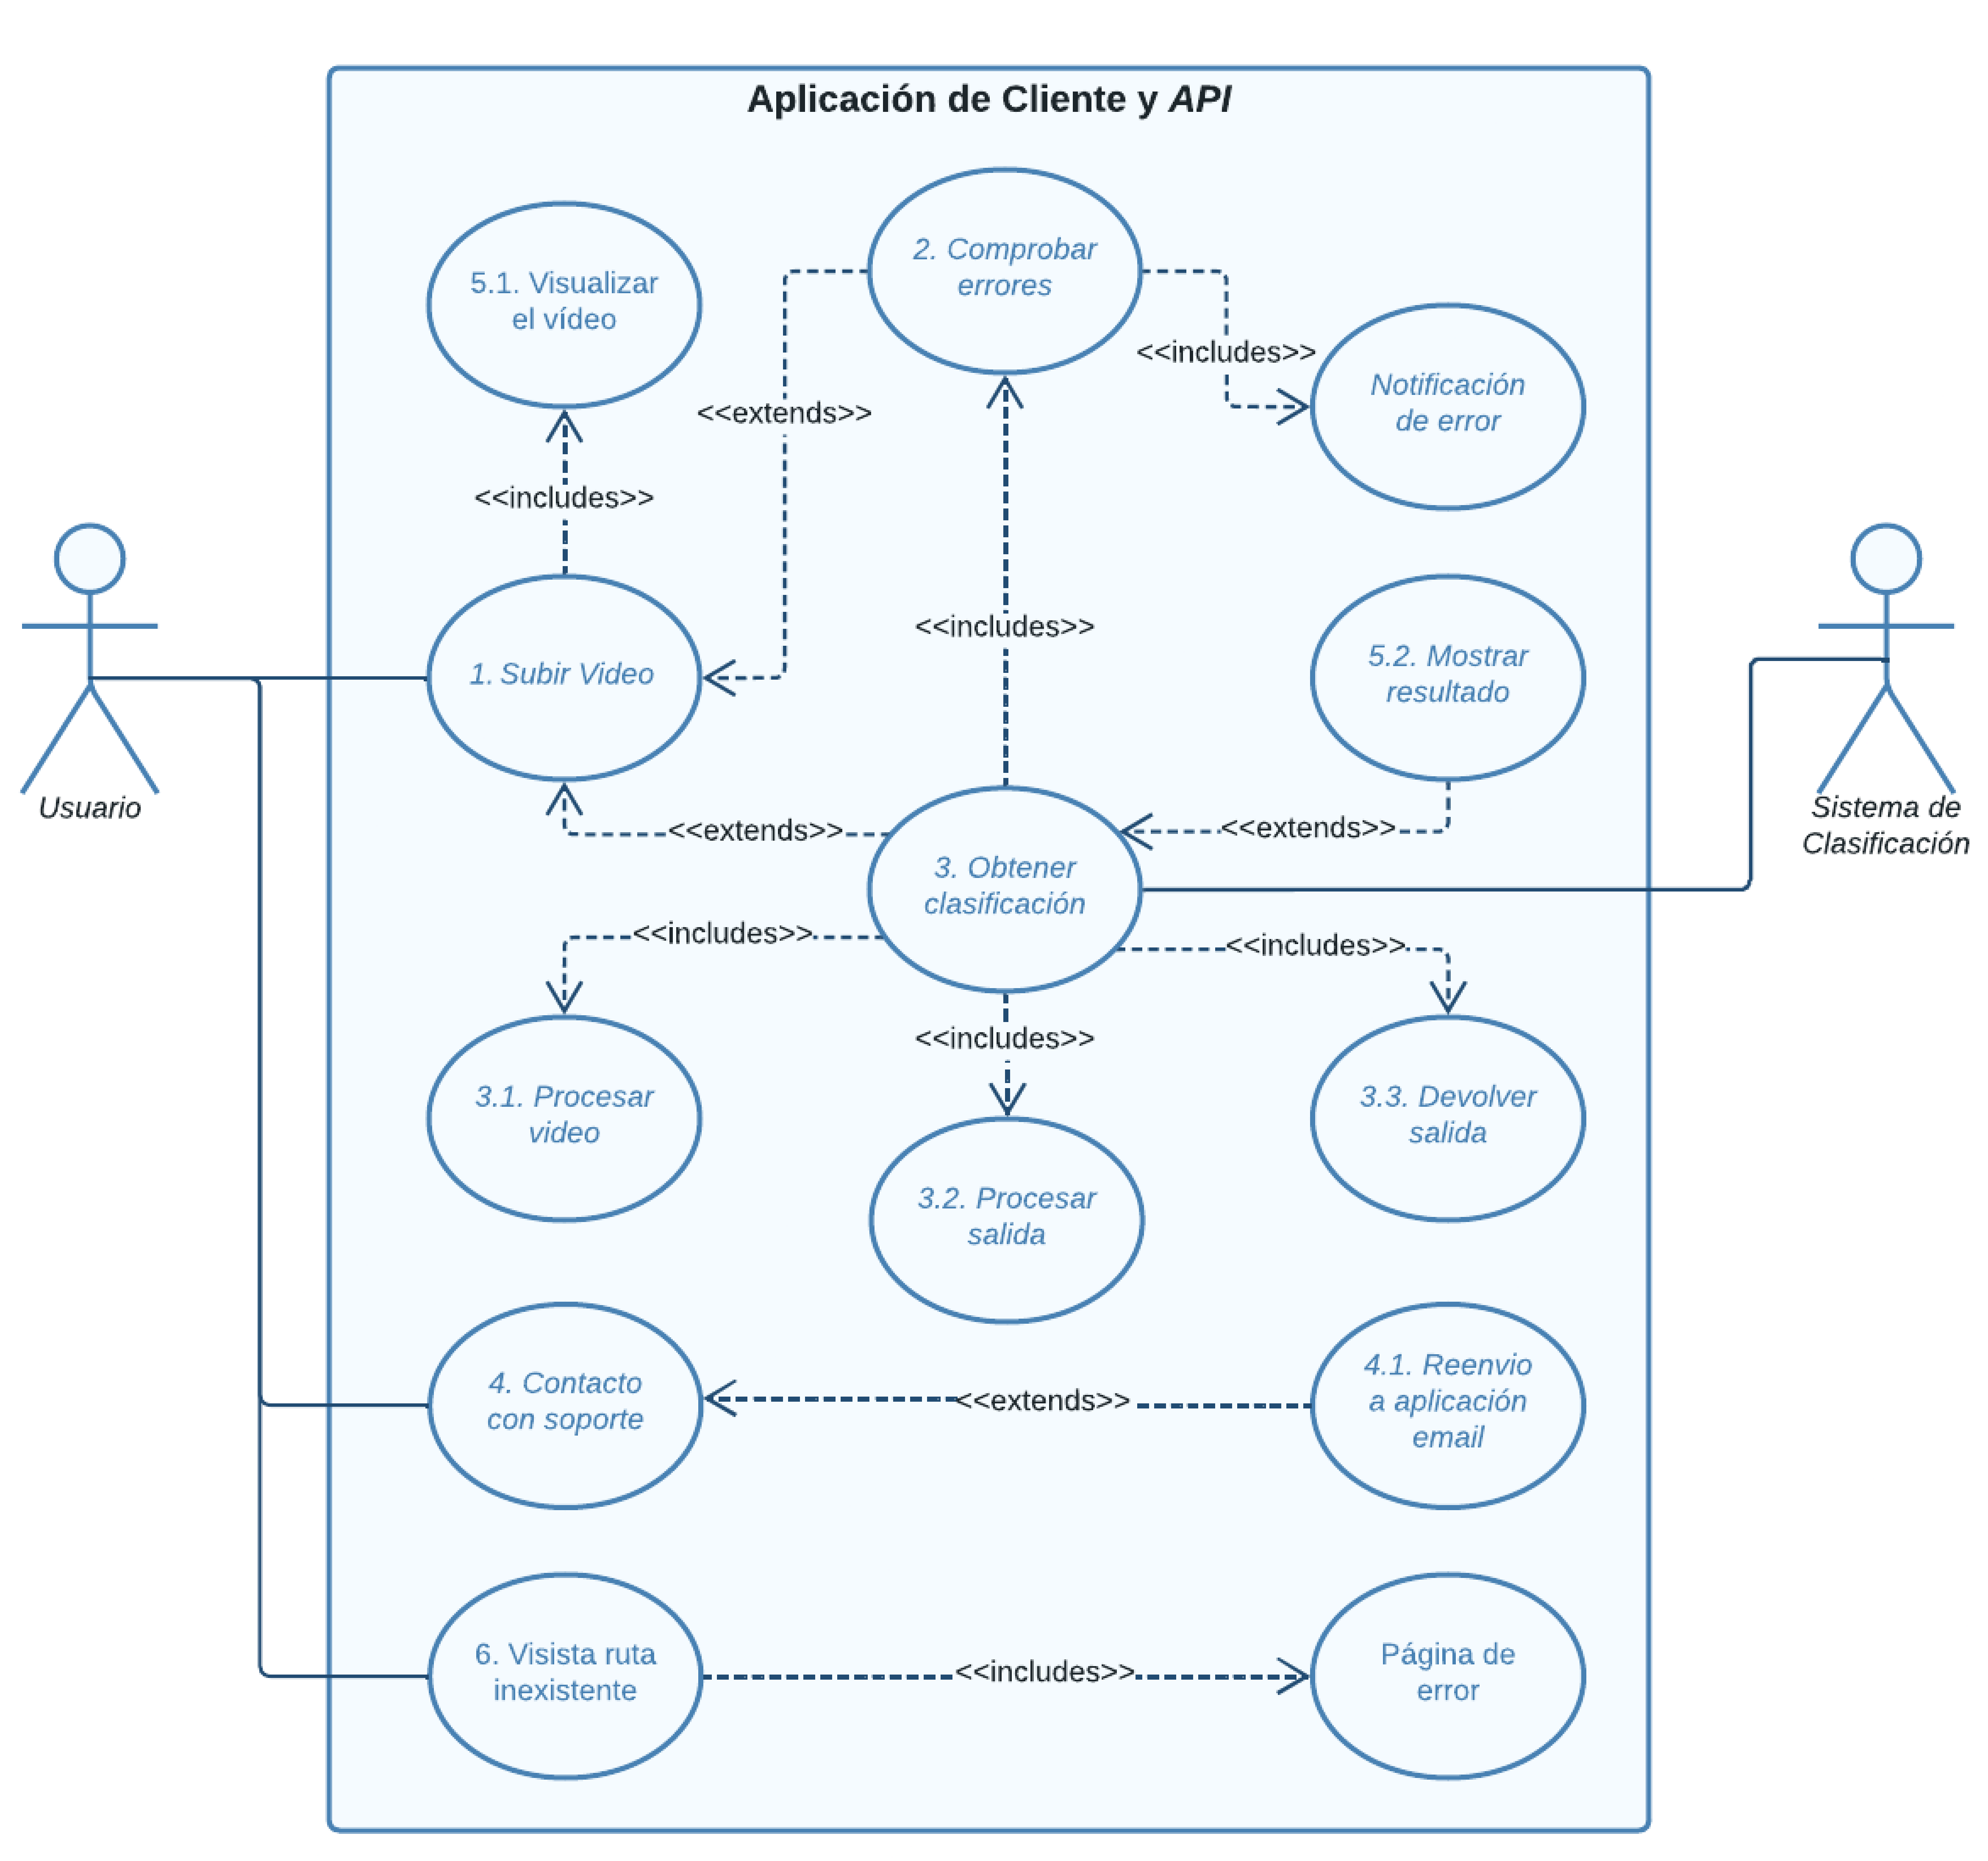 Aplicación de Cliente y API
2. Comprobar
errores
5.1. Visualizar
el vídeo
<<includes>>
Notificación
de error
<<extends>>
<<includes>>
<<includes>>
1. Subir Video
5.2. Mostrar
resultado
Usuario
Sistema de
Clasificación
<<extends>>
<<extends>>
3. Obtener
clasificación
<<includes>>
<<includes>>
<<includes>>
3.1. Procesar
video
3.3. Devolver
salida
3.2. Procesar
salida
4. Contacto
con soporte
<<extends>>
4.1. Reenvio
a aplicación
email
6. Visista ruta
inexistente
<<includes>>
Página de
error